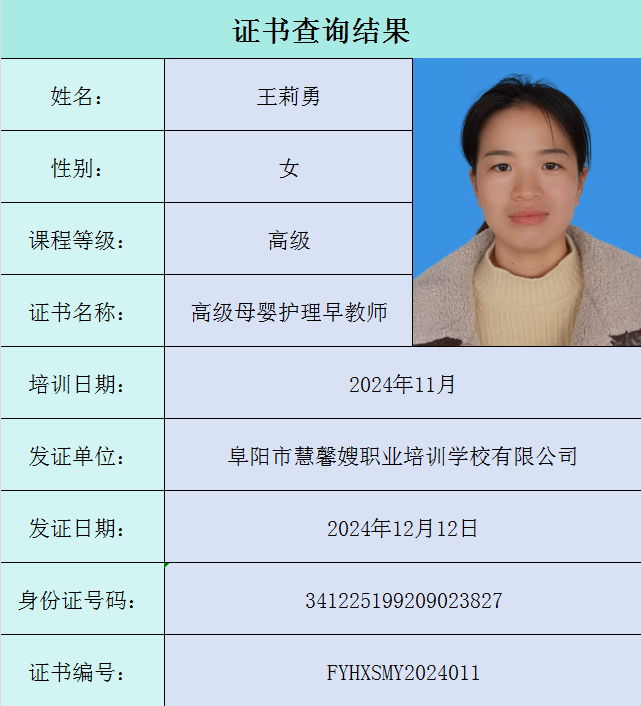 证书查询结果
姓名： 王莉勇
性别： 女
课程等级： 高级
证书名称： 高级母婴护理早教师
培训日期： 2024年11月
发证单位： 阜阳市慧馨嫂职业培训学校有限公司
发证日期： 2024年12月12日
身份证号码： 341225199209023827
证书编号： FYHXSMY2024011